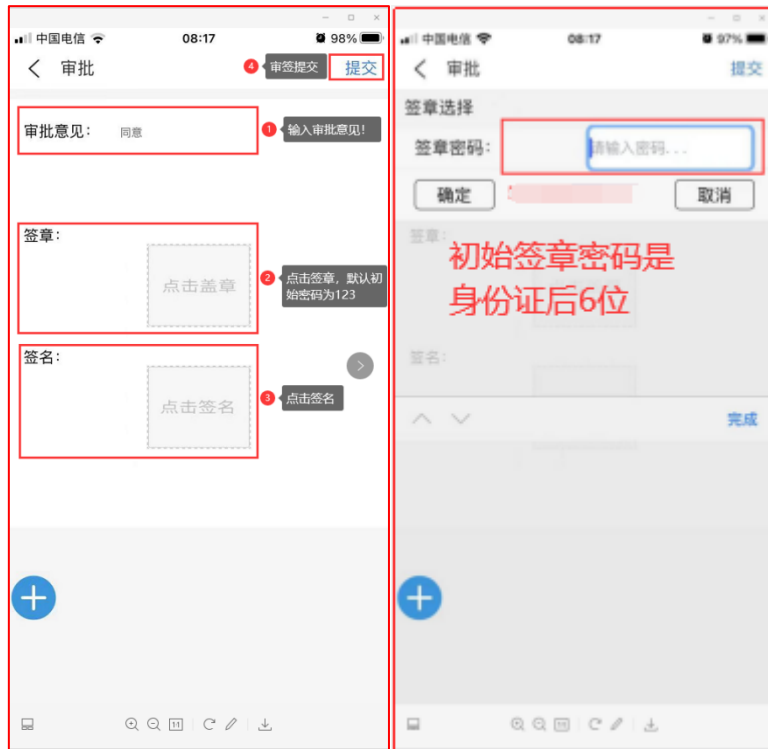 中国电信 08:17 98%
审批 4 审签提交 提交
审批意见： 同意 1 输入审批意见！
签章：
点击盖章 2 点击签章，默认初
始密码为123
签名：
点击签名 3 点击签名
1:1
中国电信 08:17 97%
审批 提交
签章选择
签章密码： 请输入密码...
确定 取消
签章：
初始签章密码是
身份证后6位
签名：
完成
1:1